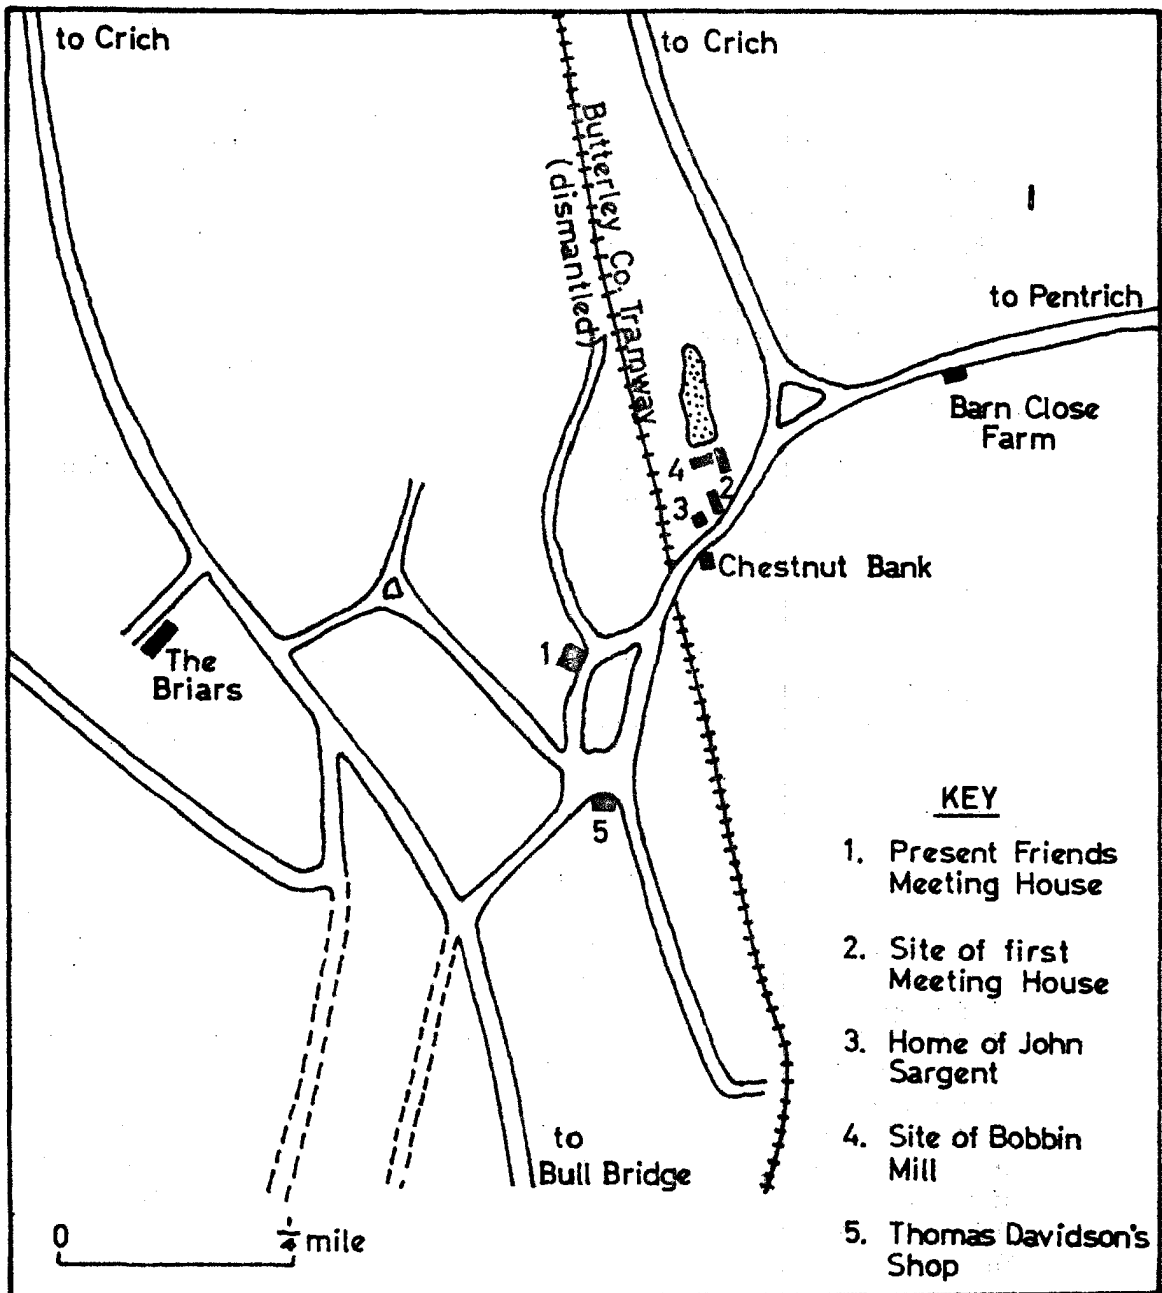 to Crich
to Crich
Butterley Co. Tramway
(dismantled)
to Pentrich
Barn Close
Farm
4
2
3
Chestnut Bank
1
The
Briars
5
KEY
1. Present Friends
Meeting House
2. Site of first
Meeting House
3. Home of John
Sargent
4. Site of Bobbin
Mill
5. Thomas Davidson's
Shop
to
Bull Bridge
0
¼ mile